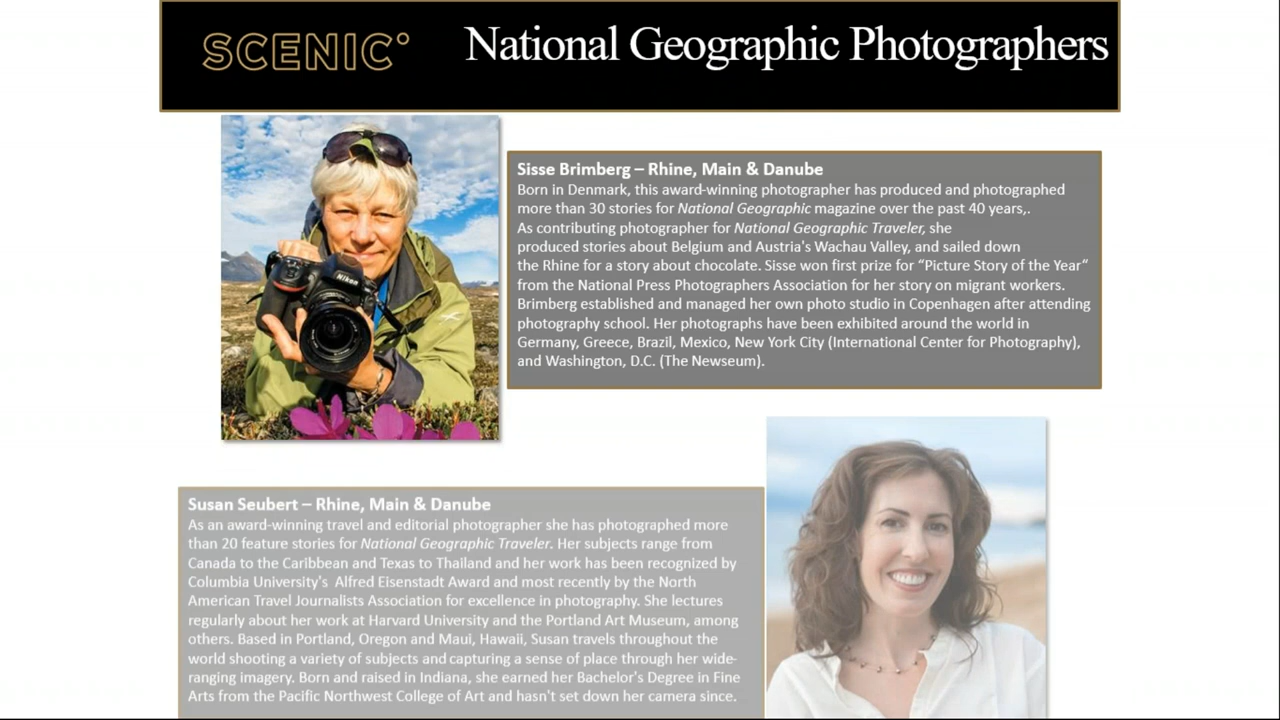 SCENIC°
National Geographic Photographers
Sisse Brimberg – Rhine, Main & Danube
Born in Denmark, this award-winning photographer has produced and photographed
more than 30 stories for National Geographic magazine over the past 40 years,.
As contributing photographer for National Geographic Traveler, she
produced stories about Belgium and Austria's Wachau Valley, and sailed down
the Rhine for a story about chocolate. Sisse won first prize for “Picture Story of the Year“
from the National Press Photographers Association for her story on migrant workers.
Brimberg established and managed her own photo studio in Copenhagen after attending
photography school. Her photographs have been exhibited around the world in
Germany, Greece, Brazil, Mexico, New York City (International Center for Photography),
and Washington, D.C. (The Newseum).
Nikon
Susan Seubert – Rhine, Main & Danube
As an award-winning travel and editorial photographer she has photographed more
than 20 feature stories for National Geographic Traveler. Her subjects range from
Canada to the Caribbean and Texas to Thailand and her work has been recognized by
Columbia University's Alfred Eisenstadt Award and most recently by the North
American Travel Journalists Association for excellence in photography. She lectures
regularly about her work at Harvard University and the Portland Art Museum, among
others. Based in Portland, Oregon and Maui, Hawaii, Susan travels throughout the
world shooting a variety of subjects and capturing a sense of place through her wide-
ranging imagery. Born and raised in Indiana, she earned her Bachelor's Degree in Fine
Arts from the Pacific Northwest College of Art and hasn't set down her camera since.